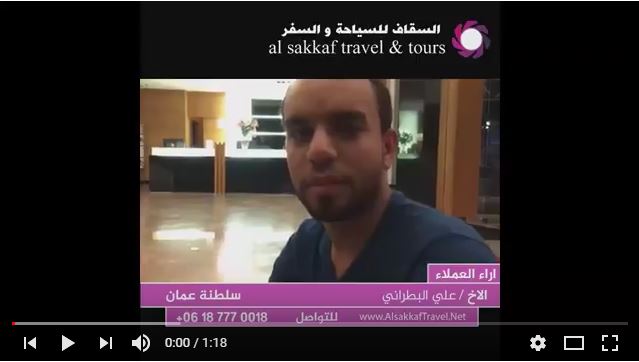 السقاف للسياحة و السفر
al sakkaf travel & tours
اراء العملاء
الاخ / علي البطراني سلطنة عمان
www.AlsakkafTravel.Net للتواصل +06 18 777 0018
0:00 / 1:18